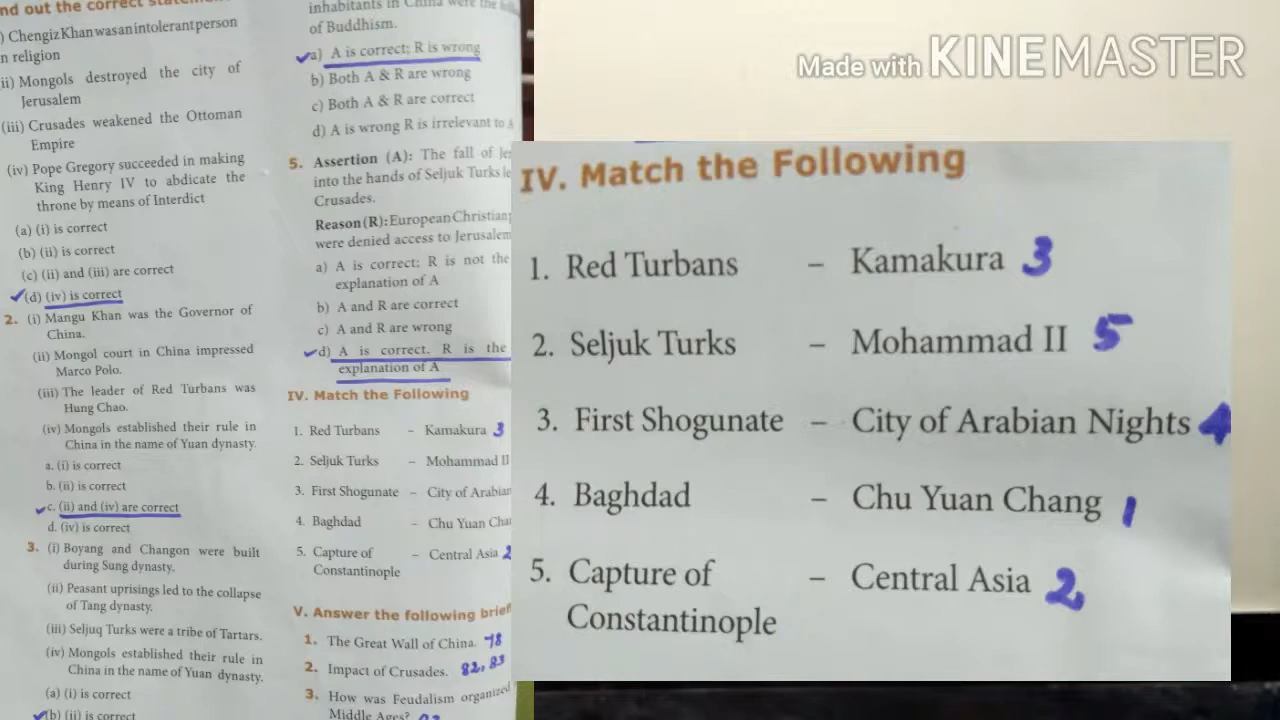 nd out the correct
) Chengiz Khan was an intolerant person
n religion
ii) Mongols destroyed the city of
Jerusalem
(iii) Crusades weakened the Ottoman
Empire
(iv) Pope Gregory succeeded in making
King Henry IV to abdicate the
throne by means of Interdict
(a) (i) is correct
(b) (ii) is correct
(c) (ii) and (iii) are correct
(d) (iv) is correct
2. (i) Mangu Khan was the Governor of
China.
(ii) Mongol court in China impressed
Marco Polo.
(iii) The leader of Red Turbans was
Hung Chao.
(iv) Mongols established their rule in
China in the name of Yuan dynasty.
a. (i) is correct
b. (ii) is correct
c. (ii) and (iv) are correct
d. (iv) is correct
3. (i) Boyang and Changon were built
during Sung dynasty.
(ii) Peasant uprisings led to the collapse
of Tang dynasty.
(iii) Seljuq Turks were a tribe of Tartars.
(iv) Mongols established their rule in
China in the name of Yuan dynasty.
(a) (i) is correct
(b) (ii) is correct
inhabitants in China were the
of Buddhism.
a) A is correct; R is wrong
b) Both A & R are wrong
c) Both A & R are correct
d) A is wrong R is irrelevant to A
5. Assertion (A): The fall of Je
into the hands of Seljuk Turks le
Crusades.
Reason (R): European Christian
were denied access to Jerusalem
a) A is correct; R is not the
explanation of A
b) A and R are correct
c) A and R are wrong
d) A is correct. R is the
explanation of A
IV. Match the Following
1. Red Turbans – Kamakura 3
2. Seljuk Turks – Mohammad II
3. First Shogunate – City of Arabian
4. Baghdad – Chu Yuan Cha
5. Capture of – Central Asia 2
Constantinople
V. Answer the following brief
1. The Great Wall of China. 78
2. Impact of Crusades. 82, 83
3. How was Feudalism organized
Middle Ages?
Made with KINEMASTER
IV. Match the Following
1. Red Turbans – Kamakura 3
2. Seljuk Turks – Mohammad II 5
3. First Shogunate – City of Arabian Nights 4
4. Baghdad – Chu Yuan Chang 1
5. Capture of – Central Asia 2
Constantinople